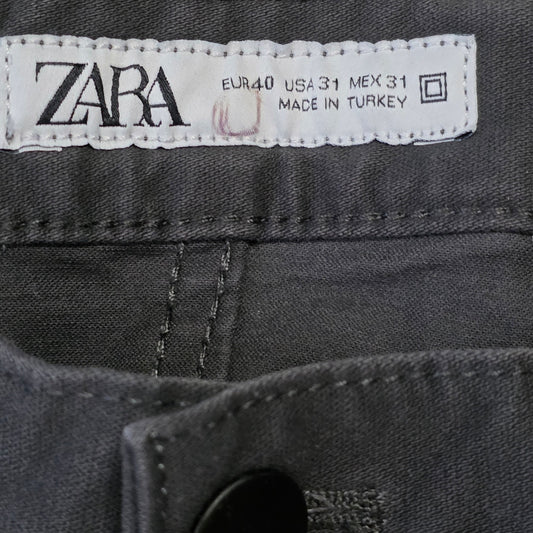 ZARA
EUR 40 USA 31 MEX 31
MADE IN TURKEY